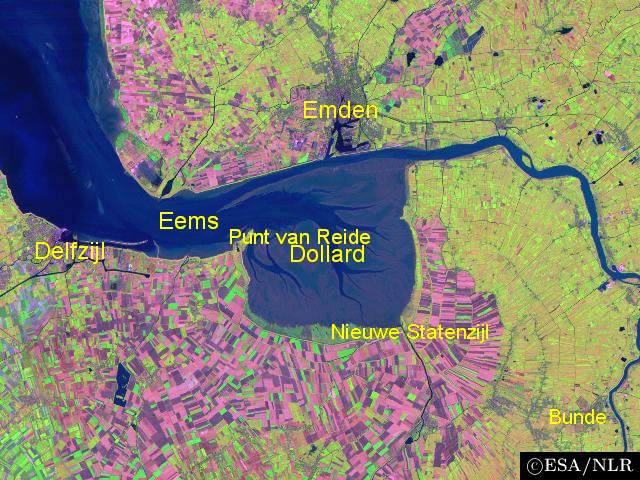 Emden
Eems
Punt van Reide
Delfzijl
Dollard
Nieuwe Statenzijl
Bunde
©ESA/NLR